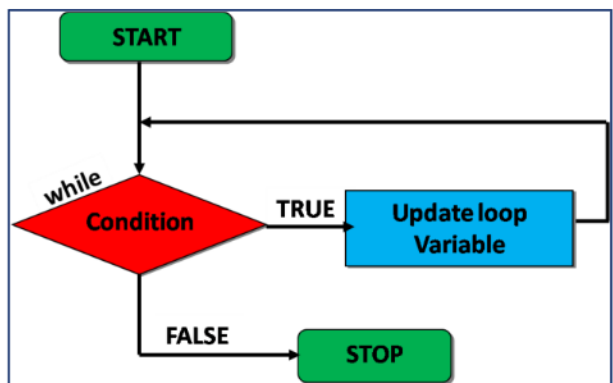 START
while
Condition
TRUE
Update loop
Variable
FALSE
STOP